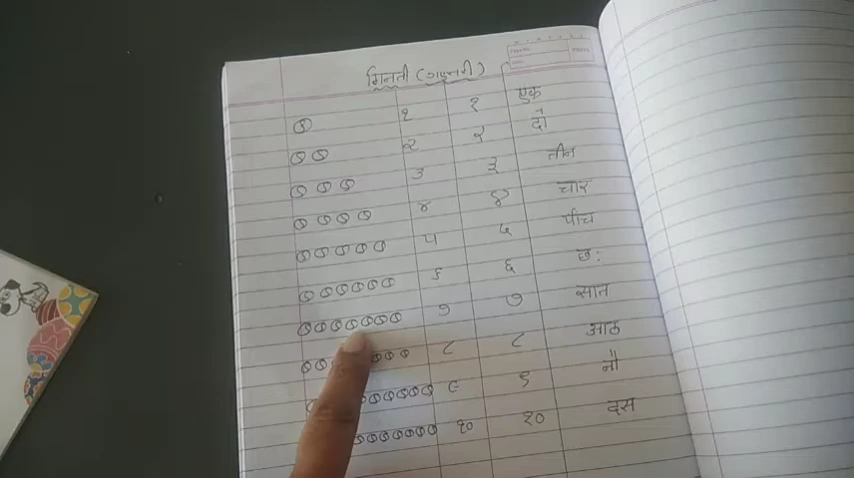 गिनती
१ १ एक
२ २ दो
३ ३ तीन
४ ४ चार
५ ५ पाँच
६ ६ छ:
७ ७ सात
८ ८ आठ
९ ९ नौ
१० १० दस